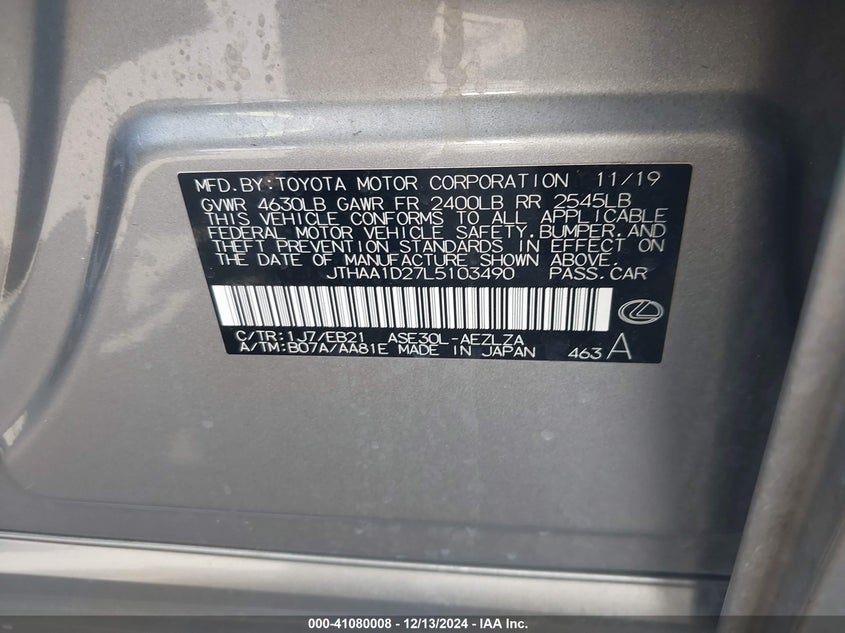 MFD.BY:TOYOTA MOTOR CORPORATION 11/19
GVWR 4630LB GAWR FR 2400LB RR 2545LB
THIS VEHICLE CONFORMS TO ALL APPLICABLE
FEDERAL MOTOR VEHICLE SAFETY,BUMPER,AND
THEFT PREVENTION STANDARDS IN EFFECT ON
THE DATE OF MANUFACTURE SHOWN ABOVE.
JTHAA1D27L5103490 PASS.CAR
C/TR:1J7/EB21 ASE30L-AEZLZA
A/TM:B07A/AA81E MADE IN JAPAN 463 A
000-41080008 - 12/13/2024 - IAA Inc.